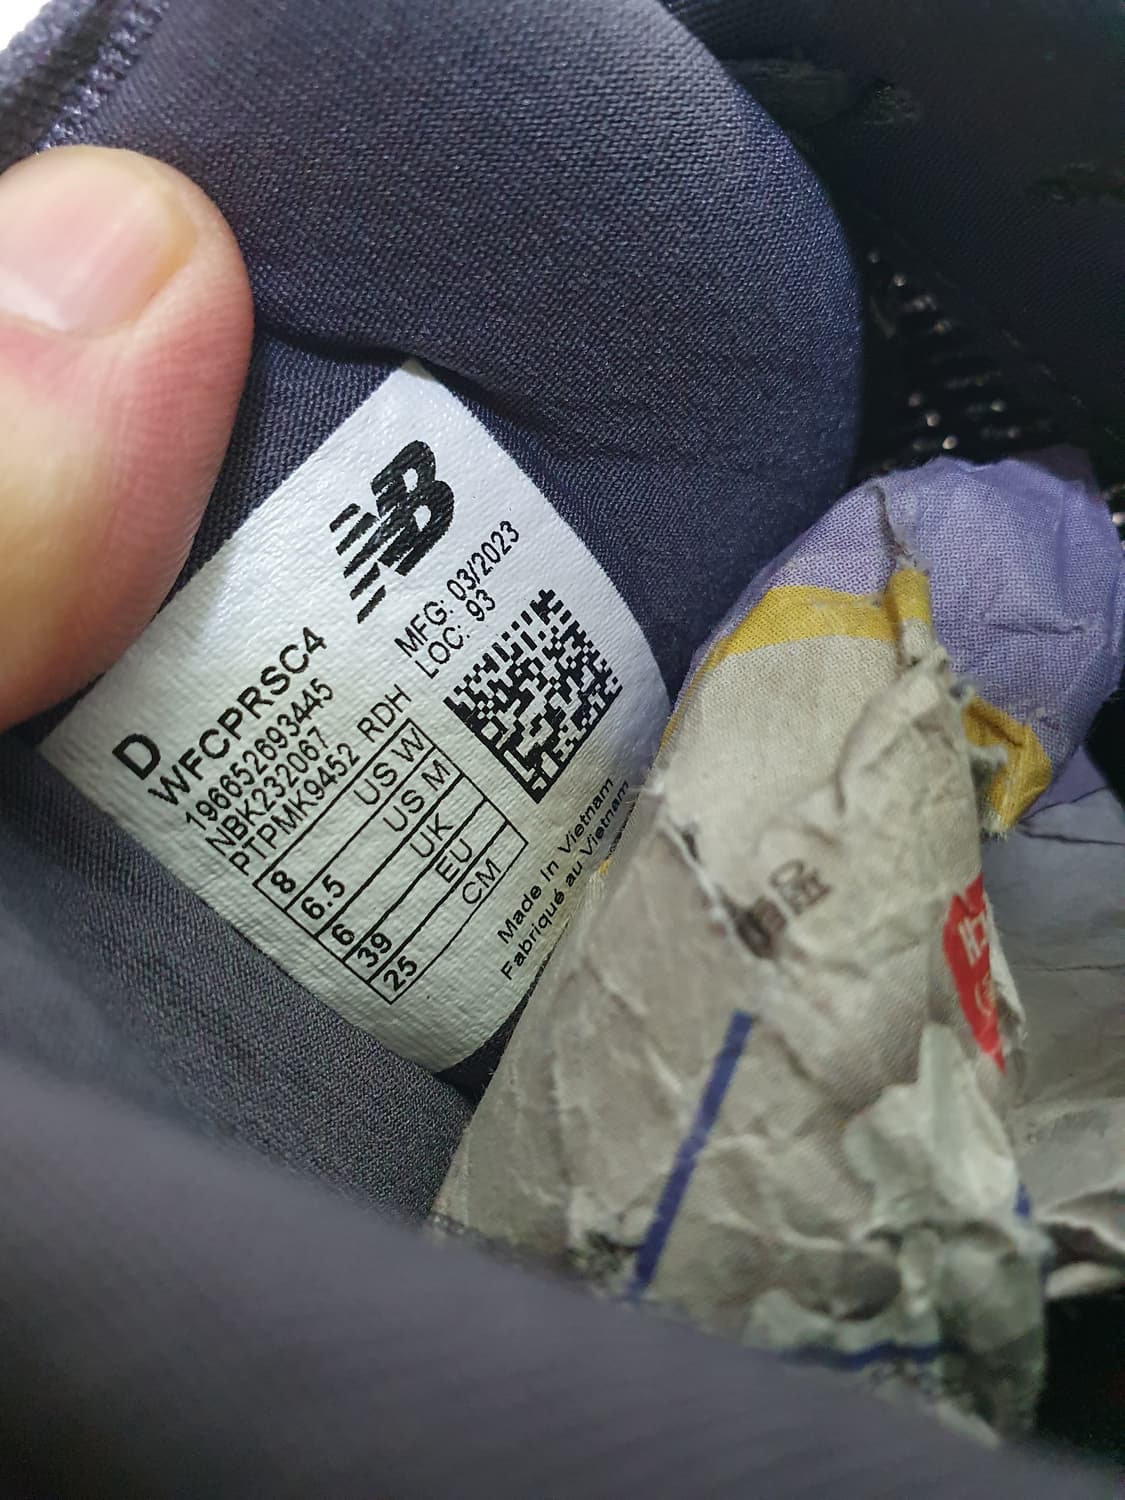 NB
MFG: 03/2023
LOC: 93
D
WFCPRSC4
196652693445
NBK232067
PTPMK9452 RDH
8 US W
6.5 US M
6 UK
39 EU
25 CM
Made In Vietnam
Fabriqué au Vietnam